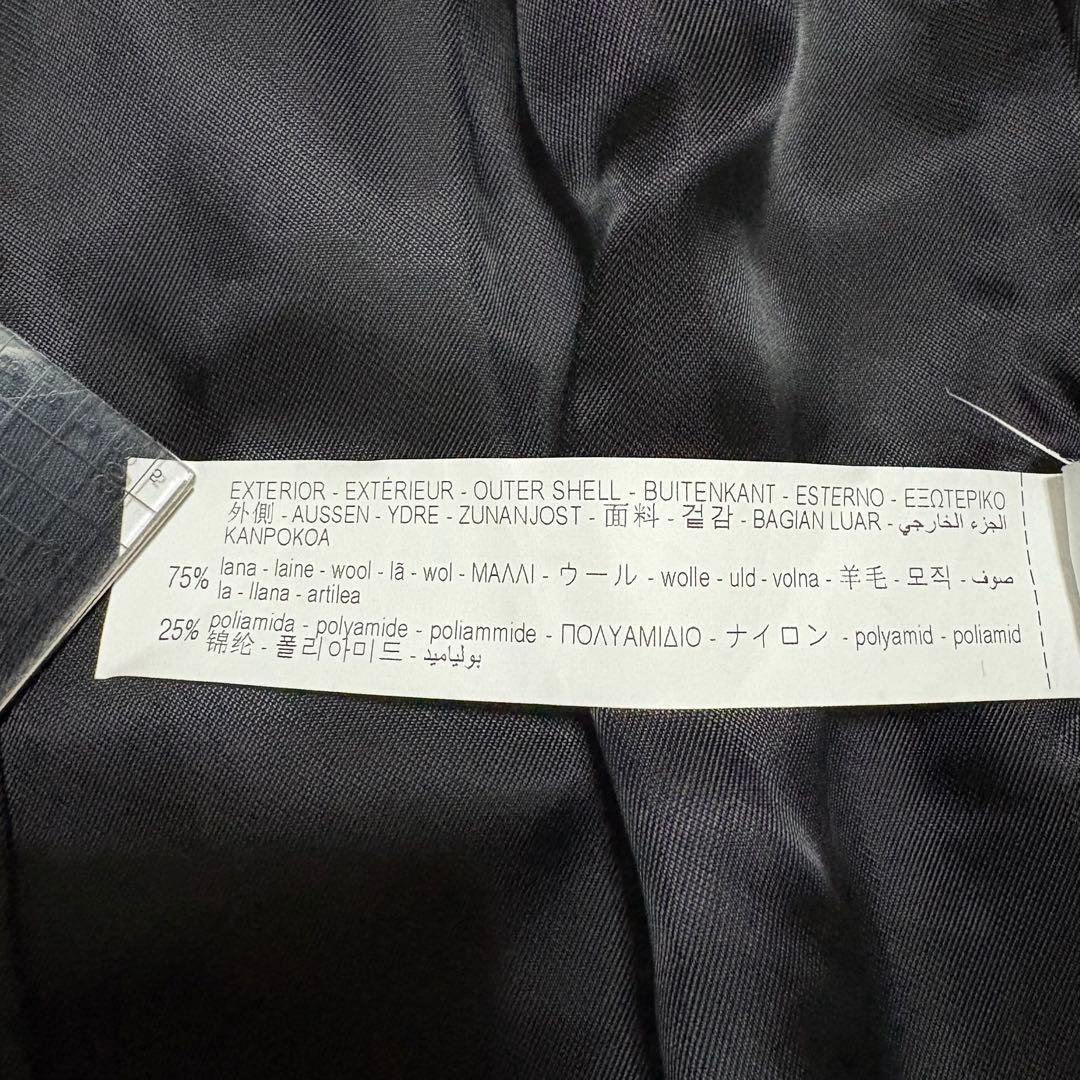 EXTERIOR - EXTÉRIEUR - OUTER SHELL - BUITENKANT - ESTERNO - ΕΞΩΤΕΡΙΚΟ
外側 - AUSSEN - YDRE - ZUNANJOST - 面料 - 겉감 - BAGIAN LUAR - الجزء الخارجي
KANPOKOA
75% lana - laine - wool - lã - wol - ΜΑΛΛΙ - ウール - wolle - uld - volna - 羊毛 - 모직 - صوف
la - llana - artilea
25% poliamida - polyamide - poliammide - ΠΟΛΥΑΜΙΔΙΟ - ナイロン - polyamid - poliamid
锦纶 - 폴리아미드 - بولياميد